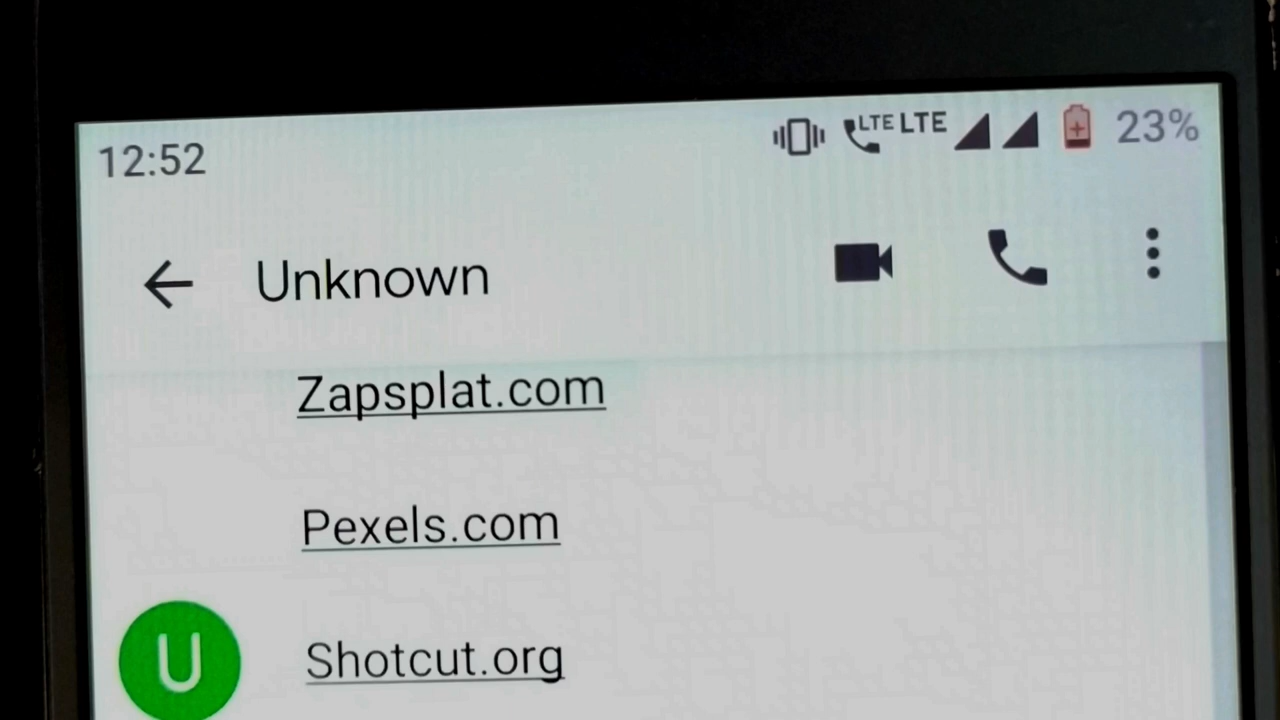 12:52 LTE LTE 23%
Unknown
Zapsplat.com
Pexels.com
U Shotcut.org